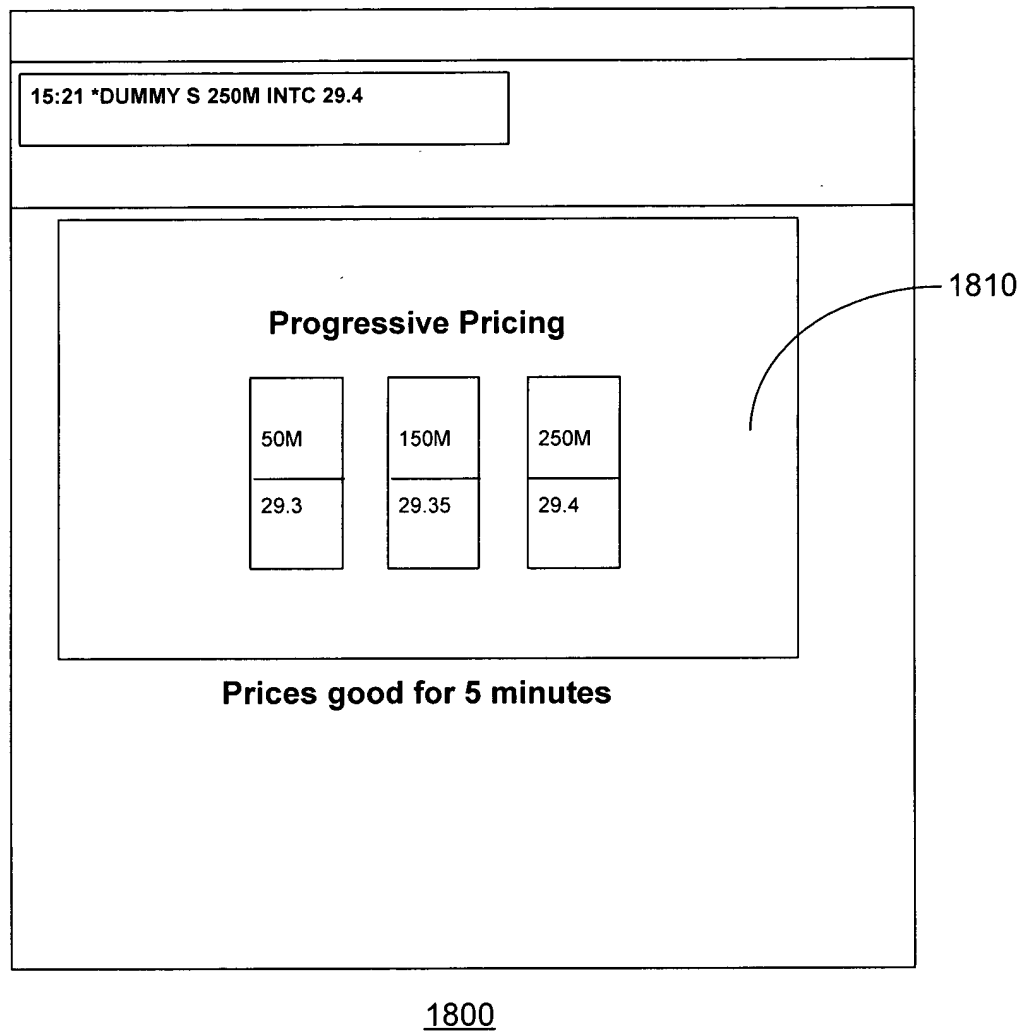 15:21 *DUMMY S 250M INTC 29.4
1810
Progressive Pricing
50M 150M 250M
29.3 29.35 29.4
Prices good for 5 minutes
1800